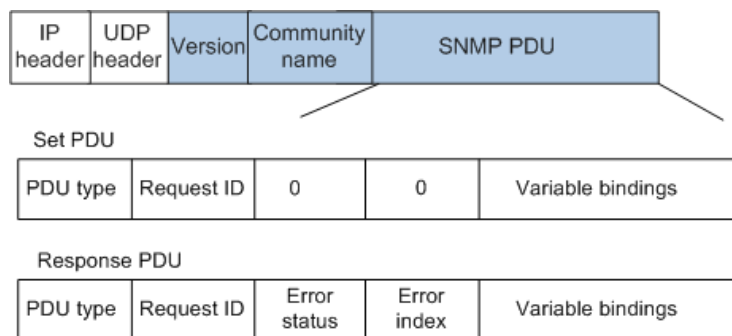 IP header
UDP header
Version
Community name
SNMP PDU
Set PDU
PDU type
Request ID
0
0
Variable bindings
Response PDU
PDU type
Request ID
Error status
Error index
Variable bindings